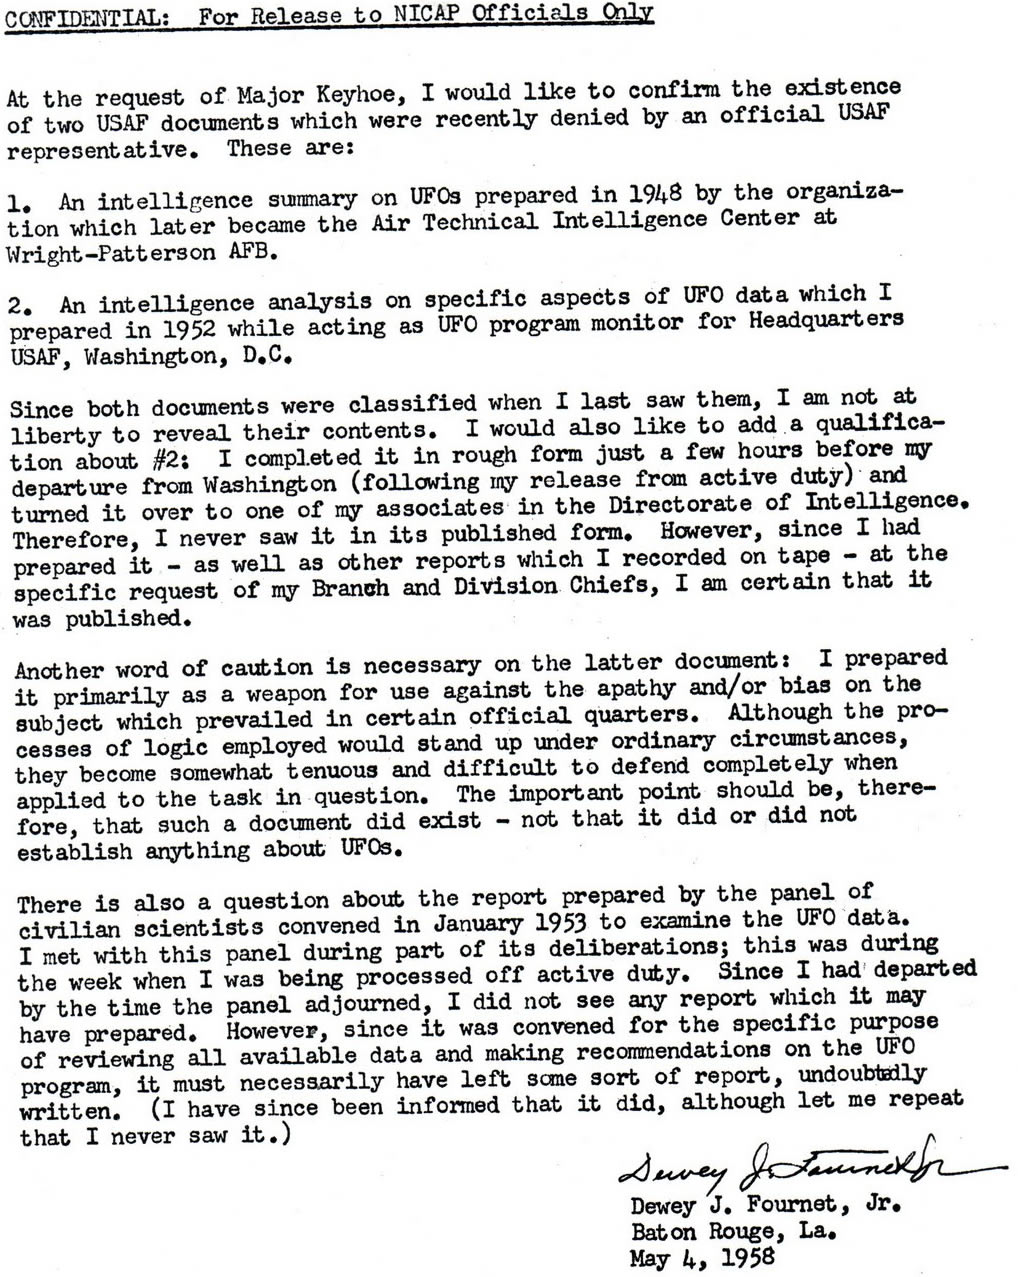 CONFIDENTIAL: For Release to NICAP Officials Only
At the request of Major Keyhoe, I would like to confirm the existence
of two USAF documents which were recently denied by an official USAF
representative. These are:
1. An intelligence summary on UFOs prepared in 1948 by the organiza-
tion which later became the Air Technical Intelligence Center at
Wright-Patterson AFB.
2. An intelligence analysis on specific aspects of UFO data which I
prepared in 1952 while acting as UFO program monitor for Headquarters
USAF, Washington, D.C.
Since both documents were classified when I last saw them, I am not at
liberty to reveal their contents. I would also like to add a qualifica-
tion about #2: I completed it in rough form just a few hours before my
departure from Washington (following my release from active duty) and
turned it over to one of my associates in the Directorate of Intelligence.
Therefore, I never saw it in its published form. However, since I had
prepared it - as well as other reports which I recorded on tape - at the
specific request of my Branch and Division Chiefs, I am certain that it
was published.
Another word of caution is necessary on the latter document: I prepared
it primarily as a weapon for use against the apathy and/or bias on the
subject which prevailed in certain official quarters. Although the pro-
cesses of logic employed would stand up under ordinary circumstances,
they become somewhat tenuous and difficult to defend completely when
applied to the task in question. The important point should be, there-
fore, that such a document did exist - not that it did or did not
establish anything about UFOs.
There is also a question about the report prepared by the panel of
civilian scientists convened in January 1953 to examine the UFO data.
I met with this panel during part of its deliberations; this was during
the week when I was being processed off active duty. Since I had departed
by the time the panel adjourned, I did not see any report which it may
have prepared. However, since it was convened for the specific purpose
of reviewing all available data and making recommendations on the UFO
program, it must necessarily have left some sort of report, undoubtedly
written. (I have since been informed that it did, although let me repeat
that I never saw it.)
Dewey J. Fournet Jr
Dewey J. Fournet, Jr.
Baton Rouge, La.
May 4, 1958